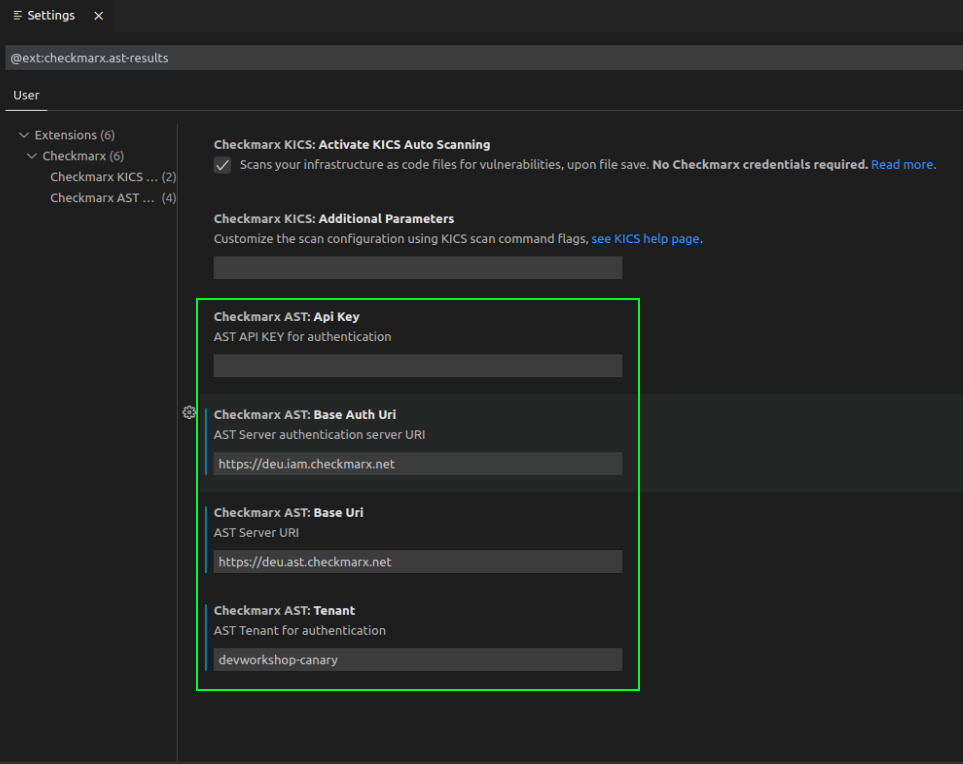 Settings
@ext:checkmarx.ast-results
User
Extensions (6)
Checkmarx (6)
Checkmarx KICS ... (2)
Checkmarx AST ... (4)
Checkmarx KICS: Activate KICS Auto Scanning
Scans your infrastructure as code files for vulnerabilities, upon file save. No Checkmarx credentials required. Read more.
Checkmarx KICS: Additional Parameters
Customize the scan configuration using KICS scan command flags, see KICS help page.
Checkmarx AST: Api Key
AST API KEY for authentication
Checkmarx AST: Base Auth Uri
AST Server authentication server URI
https://deu.iam.checkmarx.net
Checkmarx AST: Base Uri
AST Server URI
https://deu.ast.checkmarx.net
Checkmarx AST: Tenant
AST Tenant for authentication
devworkshop-canary